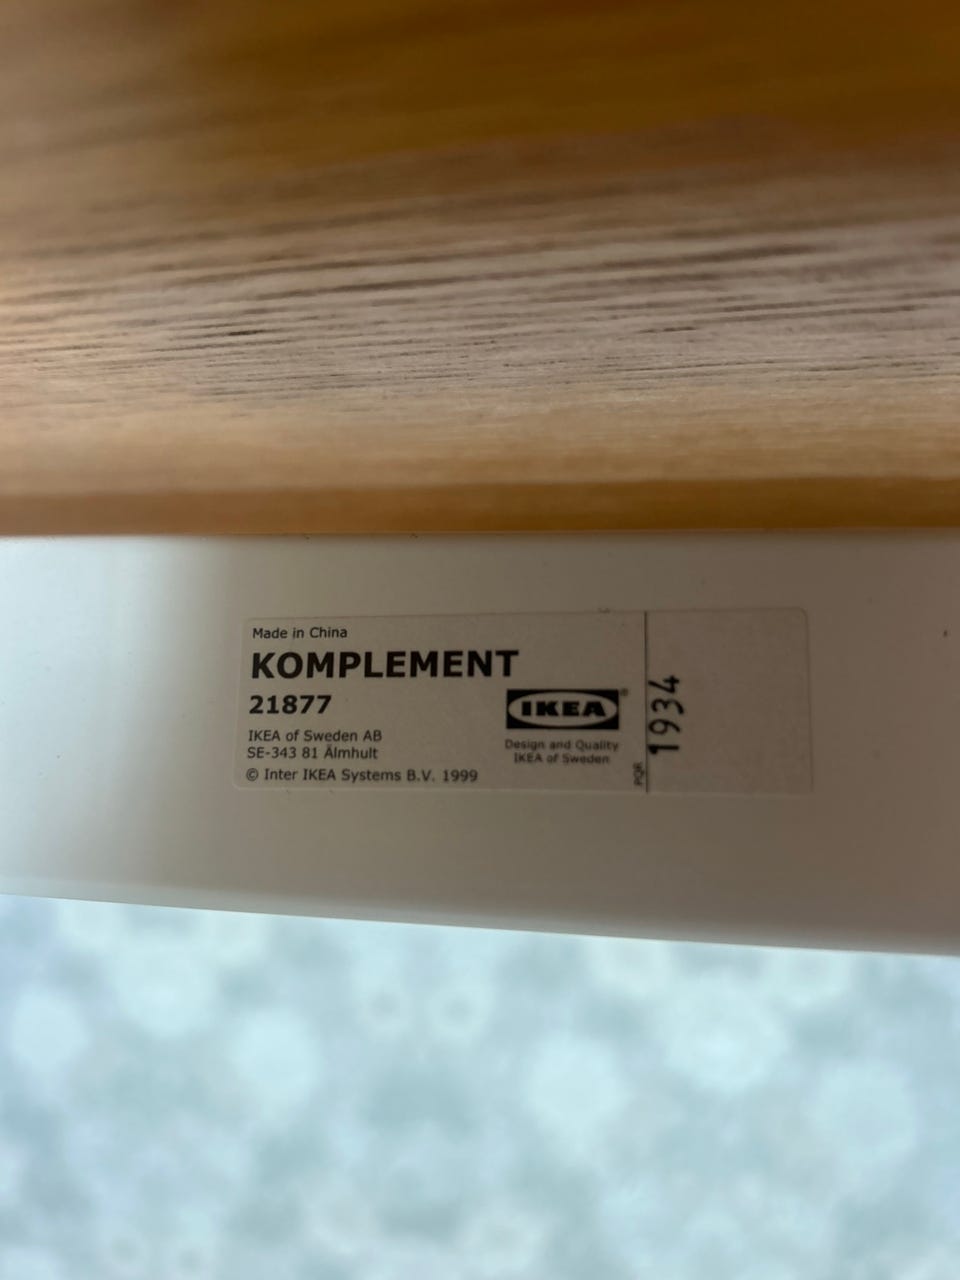 Made in China
KOMPLEMENT
21877
IKEA of Sweden AB
SE-343 81 Älmhult
© Inter IKEA Systems B.V. 1999
IKEA®
Design and Quality
IKEA of Sweden
PQR
1934